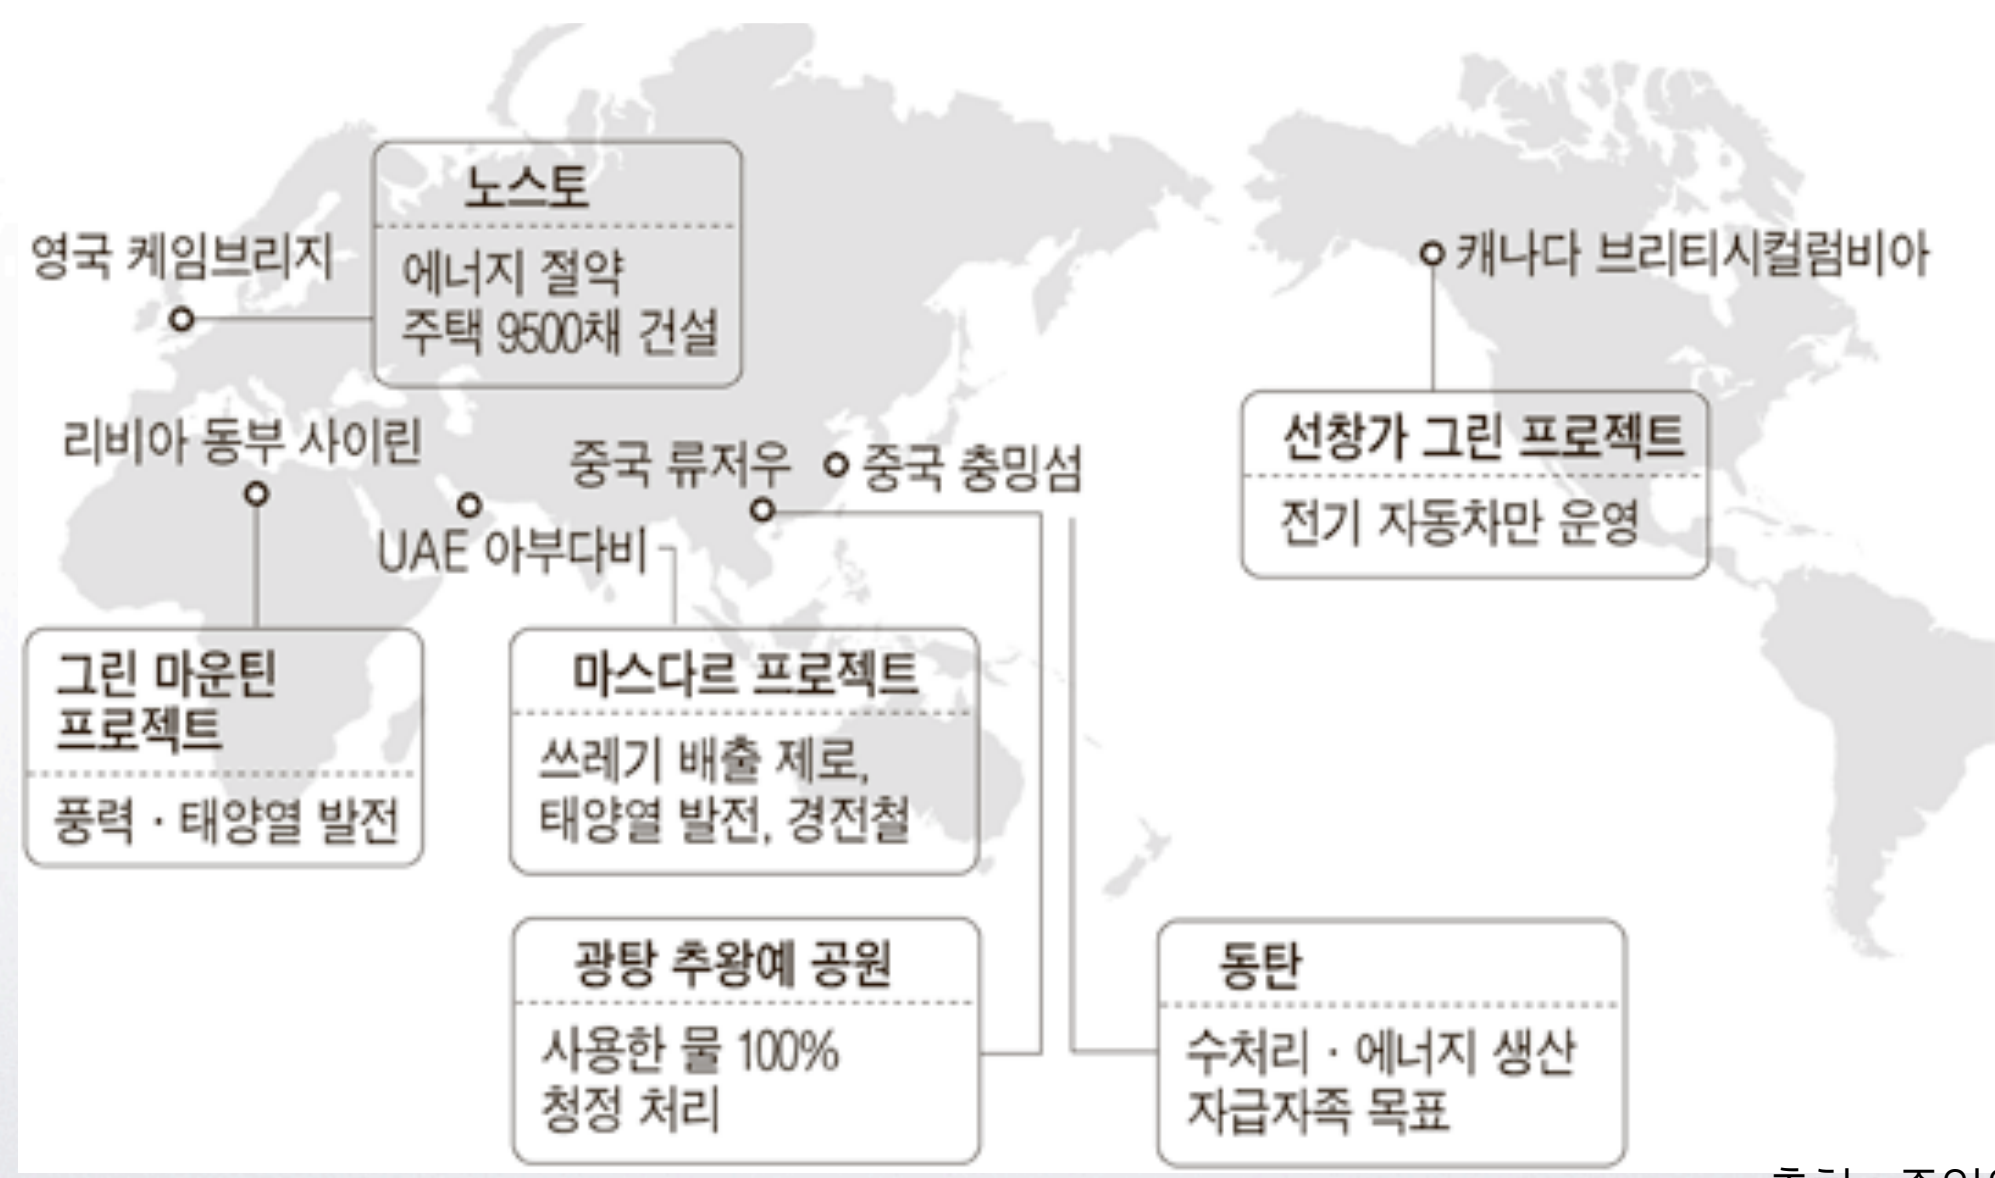 노스토
에너지 절약
주택 9500채 건설
영국 케임브리지
캐나다 브리티시컬럼비아
선창가 그린 프로젝트
전기 자동차만 운영
리비아 동부 사이린
중국 류저우
중국 충밍섬
UAE 아부다비
그린 마운틴
프로젝트
풍력 · 태양열 발전
마스다르 프로젝트
쓰레기 배출 제로,
태양열 발전, 경전철
광탕 추왕예 공원
사용한 물 100%
청정 처리
동탄
수처리 · 에너지 생산
자급자족 목표